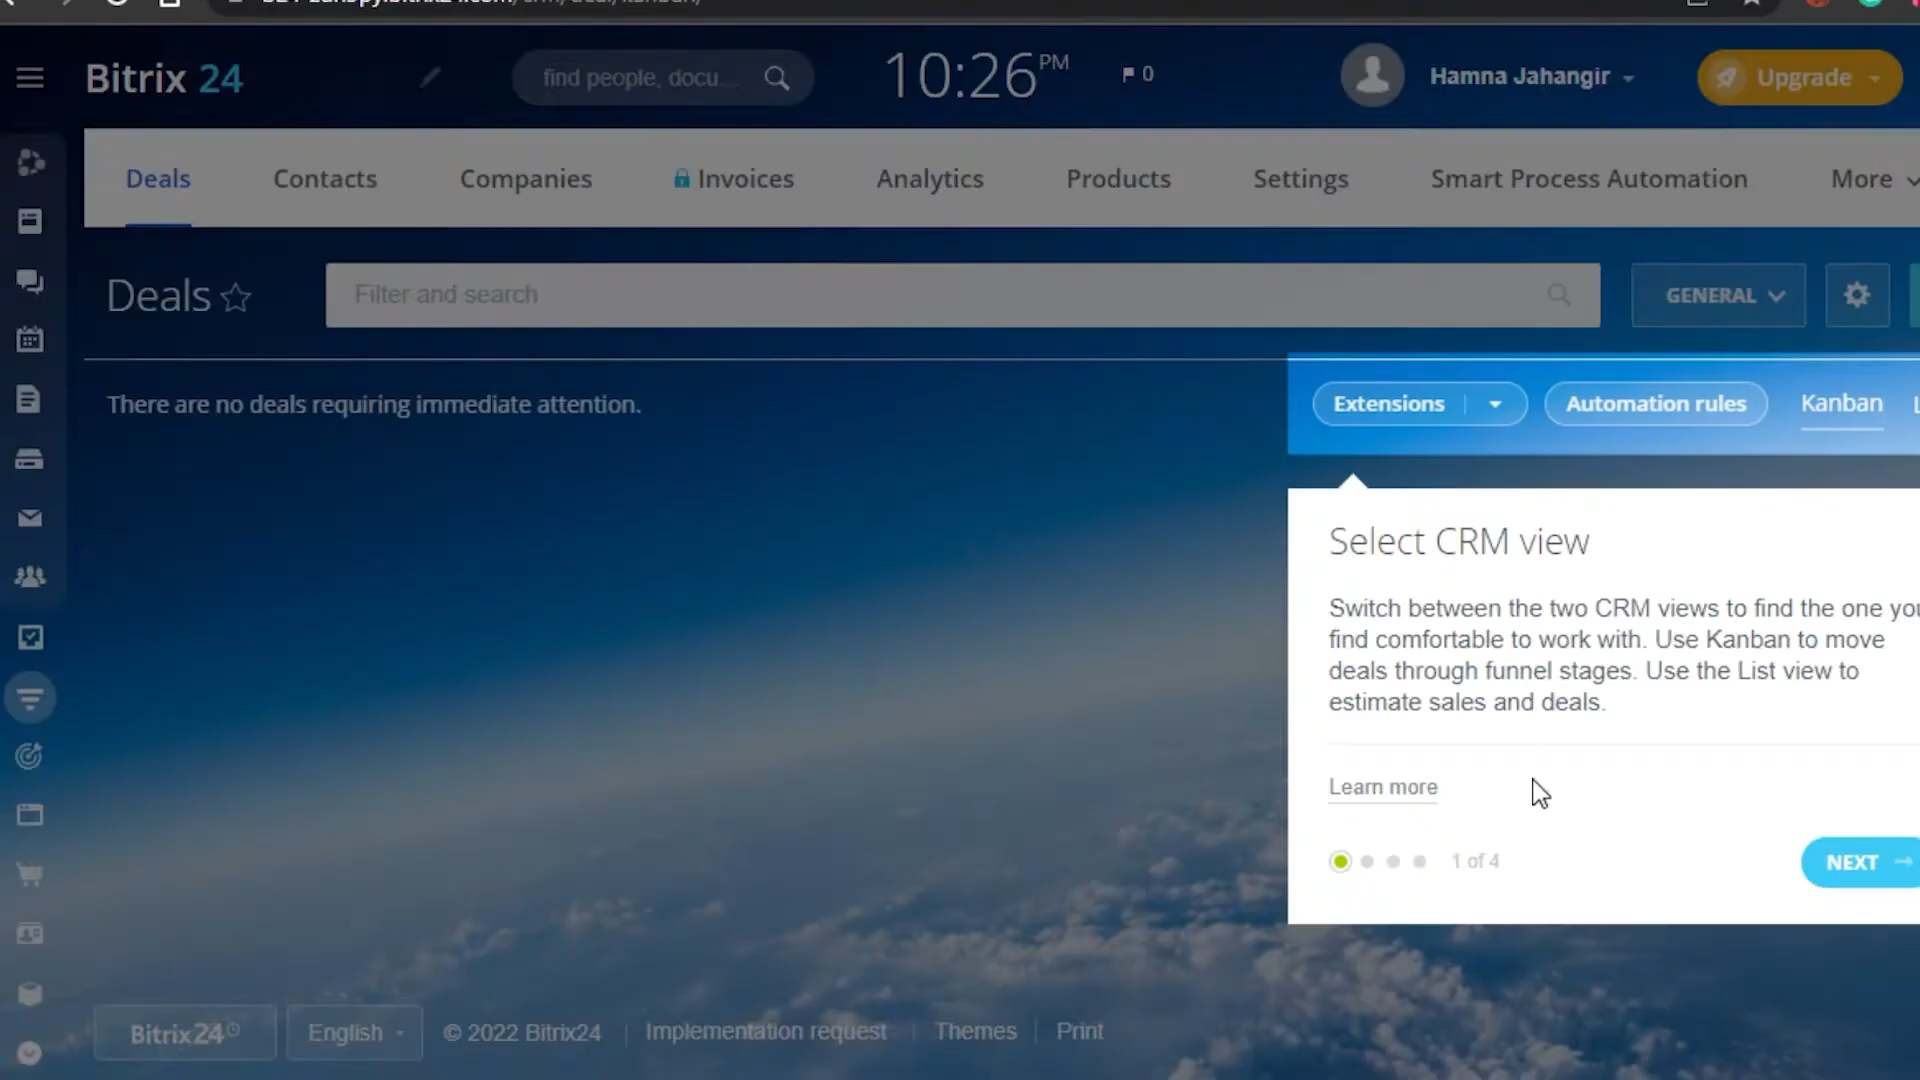 Bitrix 24
find people, docu...
10:26 PM
0
Hamna Jahangir
Upgrade
Deals
Contacts
Companies
Invoices
Analytics
Products
Settings
Smart Process Automation
More
Deals
Filter and search
GENERAL
There are no deals requiring immediate attention.
Extensions
Automation rules
Kanban
Select CRM view
Switch between the two CRM views to find the one you
find comfortable to work with. Use Kanban to move
deals through funnel stages. Use the List view to
estimate sales and deals.
Learn more
1 of 4
NEXT
Bitrix24
English
© 2022 Bitrix24
Implementation request
Themes
Print